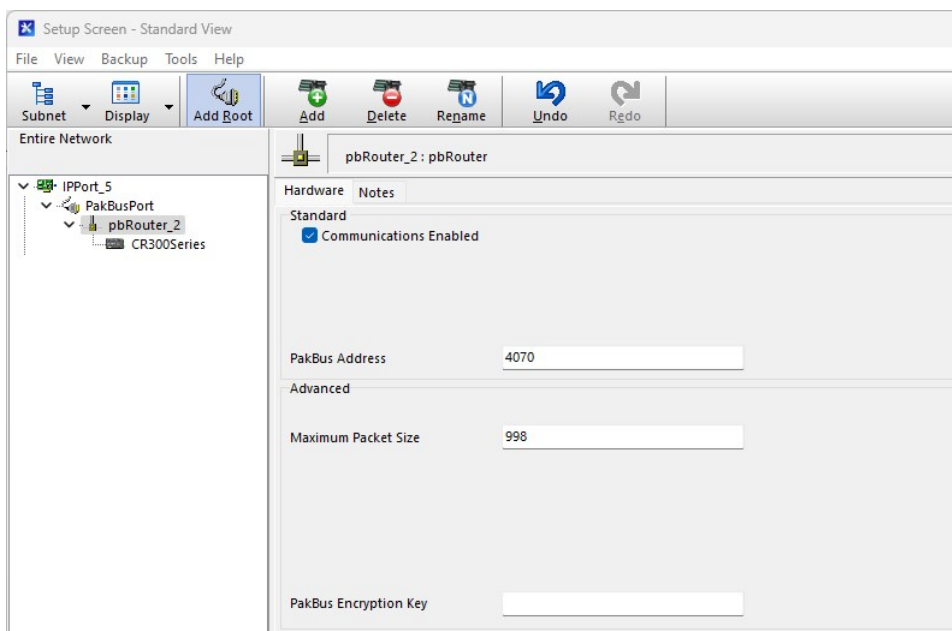 Setup Screen - Standard View
File View Backup Tools Help
Subnet Display Add Root Add Delete Rename Undo Redo
Entire Network
IPPort_5
PakBusPort
pbRouter_2
CR300Series
pbRouter_2 : pbRouter
Hardware Notes
Standard
Communications Enabled
PakBus Address 4070
Advanced
Maximum Packet Size 998
PakBus Encryption Key